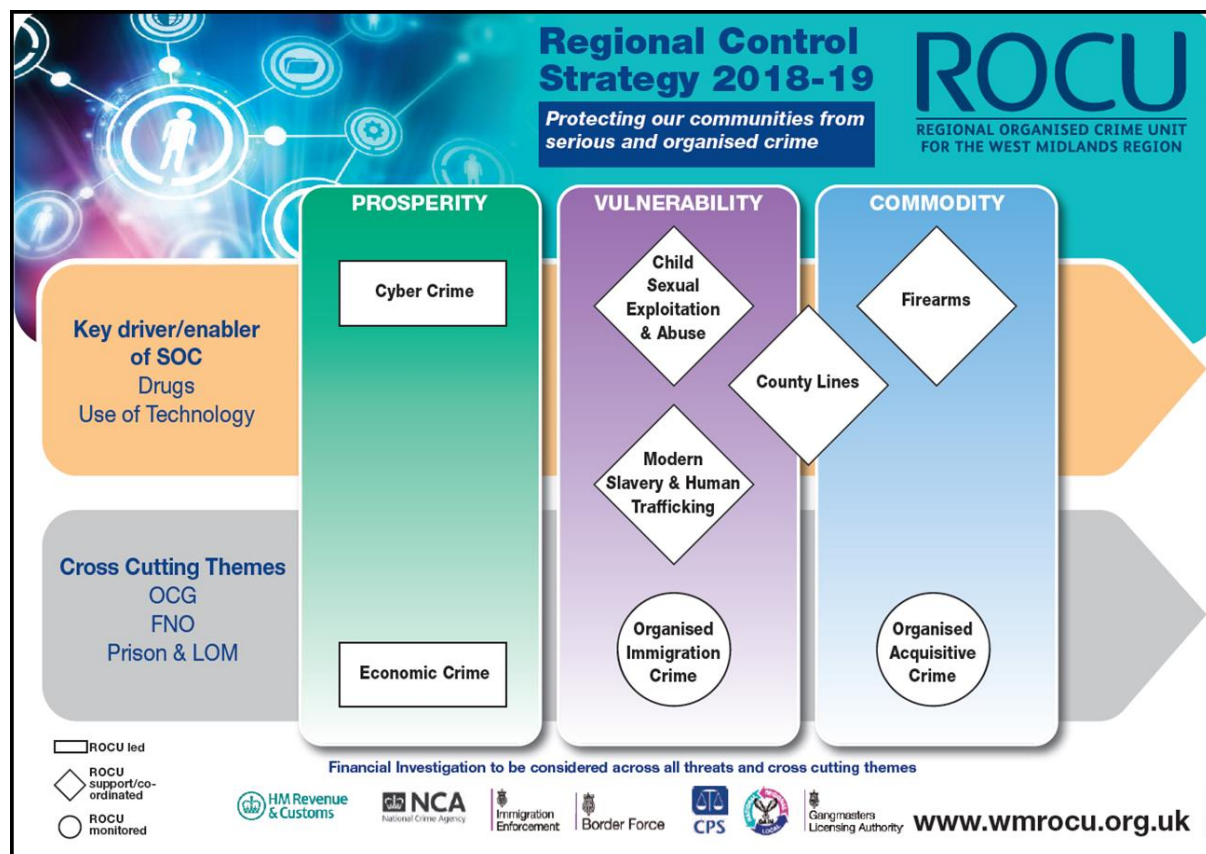 Regional Control
Strategy 2018-19
Protecting our communities from
serious and organised crime
ROCU
REGIONAL ORGANISED CRIME UNIT
FOR THE WEST MIDLANDS REGION
PROSPERITY
VULNERABILITY
COMMODITY
Key driver/enabler
of SOC
Drugs
Use of Technology
Cyber Crime
Child
Sexual
Exploitation
& Abuse
Firearms
County Lines
Modern
Slavery & Human
Trafficking
Cross Cutting Themes
OCG
FNO
Prison & LOM
Economic Crime
Organised
Immigration
Crime
Organised
Acquisitive
Crime
ROCU led
ROCU
support/co-
ordinated
ROCU
monitored
Financial Investigation to be considered across all threats and cross cutting themes
HM Revenue
& Customs
NCA
National Crime Agency
Immigration
Enforcement
Border Force
CPS
LOCAL
Gangmasters
Licensing Authority
www.wmrocu.org.uk